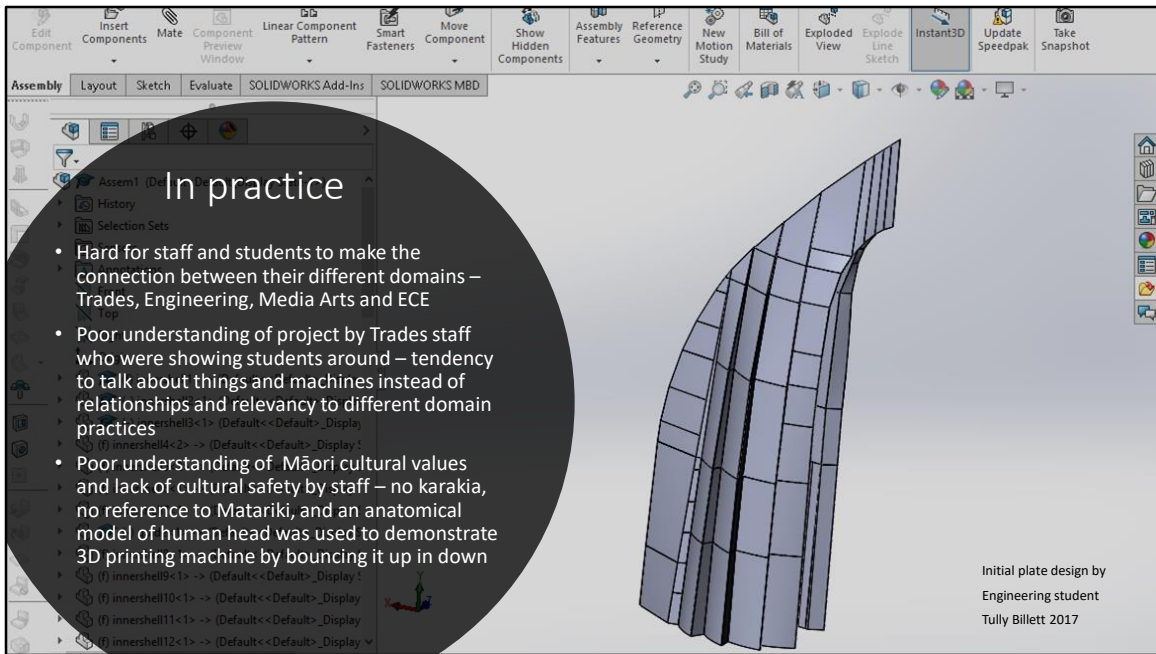 Edit
Component
Insert
Components
Mate
Component
Preview
Window
Linear Component
Pattern
Smart
Fasteners
Move
Component
Show
Hidden
Components
Assembly
Features
Reference
Geometry
New
Motion
Study
Bill of
Materials
Exploded
View
Explode
Line
Sketch
Instant3D
Update
Speedpak
Take
Snapshot
Assembly
Layout
Sketch
Evaluate
SOLIDWORKS Add-Ins
SOLIDWORKS MBD
Assem1
History
Selection Sets
Front
Top
In practice
• Hard for staff and students to make the
connection between their different domains –
Trades, Engineering, Media Arts and ECE
• Poor understanding of project by Trades staff
who were showing students around – tendency
to talk about things and machines instead of
relationships and relevancy to different domain
practices
• Poor understanding of Māori cultural values
and lack of cultural safety by staff – no karakia,
no reference to Matariki, and an anatomical
model of human head was used to demonstrate
3D printing machine by bounding it up in down
(f) innershell4<2> -> (Default<<Default>_Display
(f) innershell9<1> -> (Default<<Default>_Display
(f) innershell10<1> -> (Default<<Default>_Display
(f) innershell11<1> -> (Default<<Default>_Display
(f) innershell12<1> -> (Default<<Default>_Display
Initial plate design by
Engineering student
Tully Billett 2017